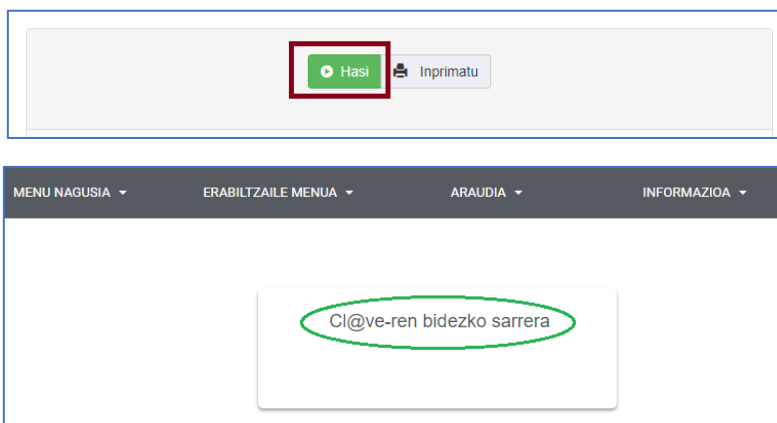 Hasi Inprimatu
MENU NAGUSIA ERABILTZAILE MENUA ARAUDIA INFORMAZIOA
Cl@ve-ren bidezko sarrera